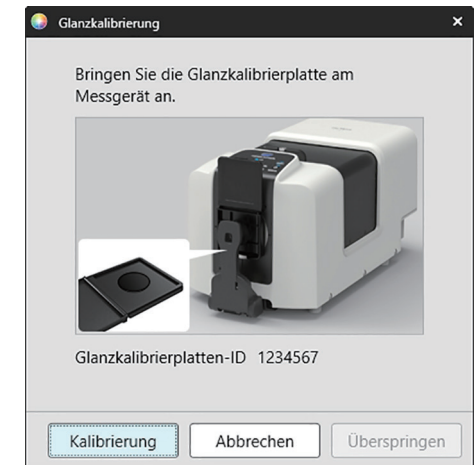 Glanzkalibrierung
Bringen Sie die Glanzkalibrierplatte am
Messgerät an.
Glanzkalibrierplatten-ID 1234567
Kalibrierung
Abbrechen
Überspringen